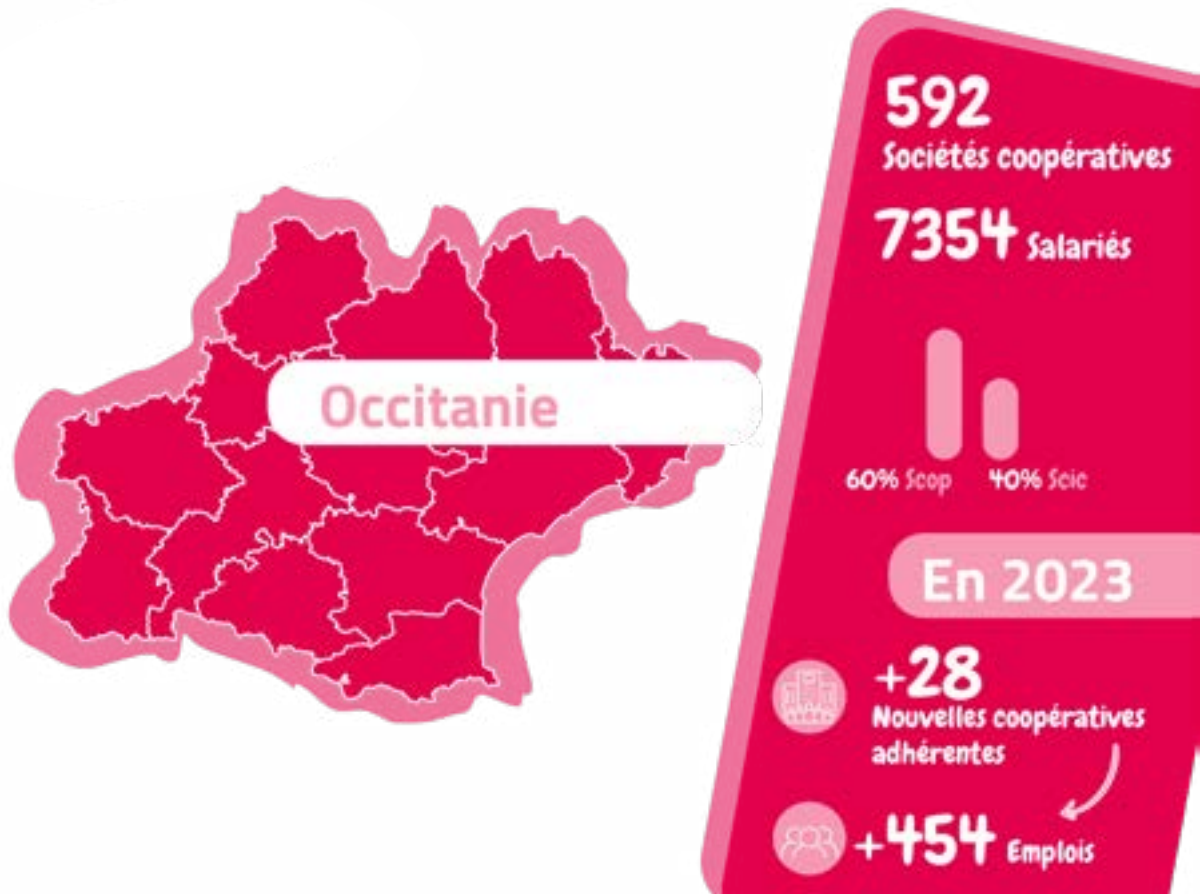 592
Sociétés coopératives
7354 Salariés
Occitanie
60% Scop 40% Scic
En 2023
+28
Nouvelles coopératives
adhérentes
+454 Emplois